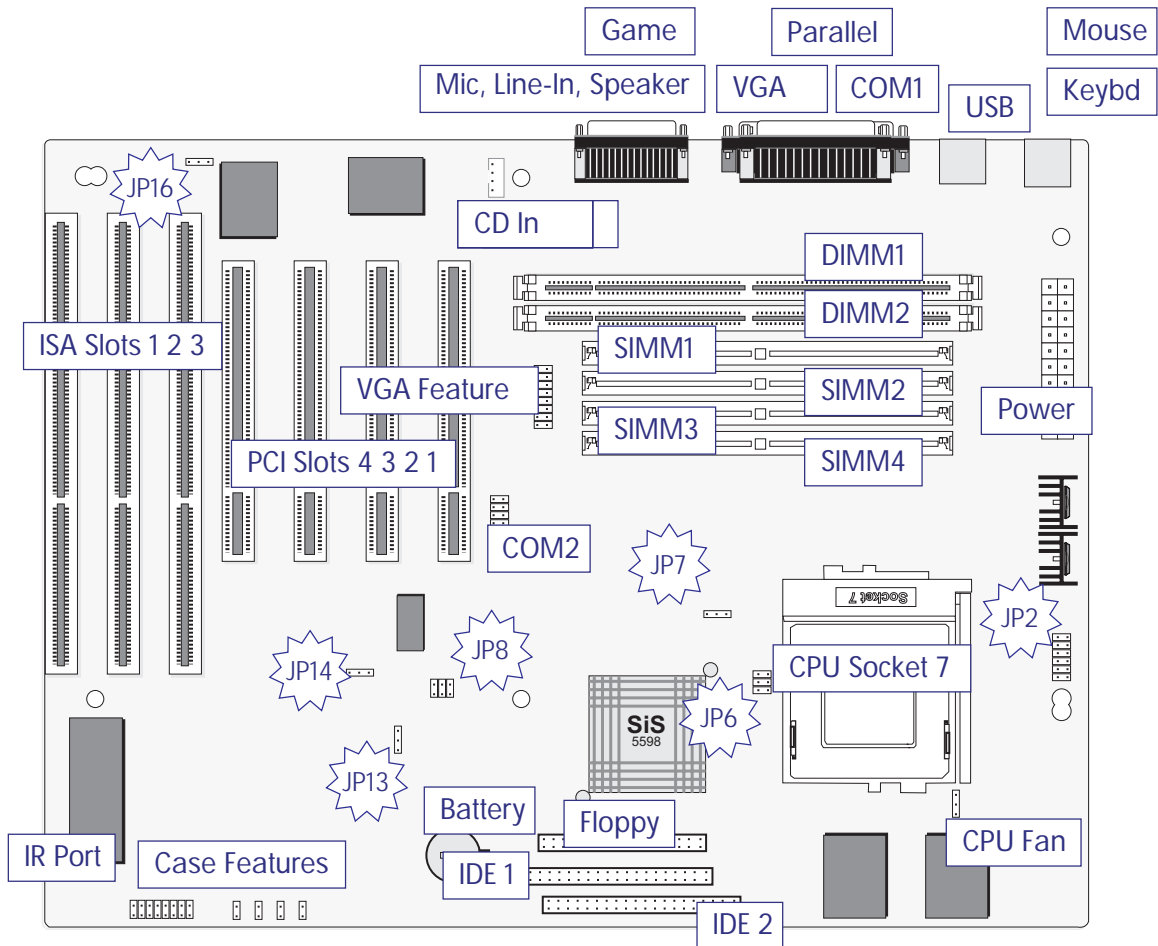 Game
Parallel
Mouse
Mic, Line-In, Speaker
VGA
COM1
USB
Keybd
JP16
CD In
DIMM1
DIMM2
ISA Slots 1 2 3
SIMM1
VGA Feature
SIMM2
Power
SIMM3
PCI Slots 4 3 2 1
SIMM4
COM2
JP7
Socket 7
JP2
JP8
JP14
CPU Socket 7
JP6
SiS
5598
JP13
Battery
Floppy
IR Port
Case Features
IDE 1
CPU Fan
IDE 2